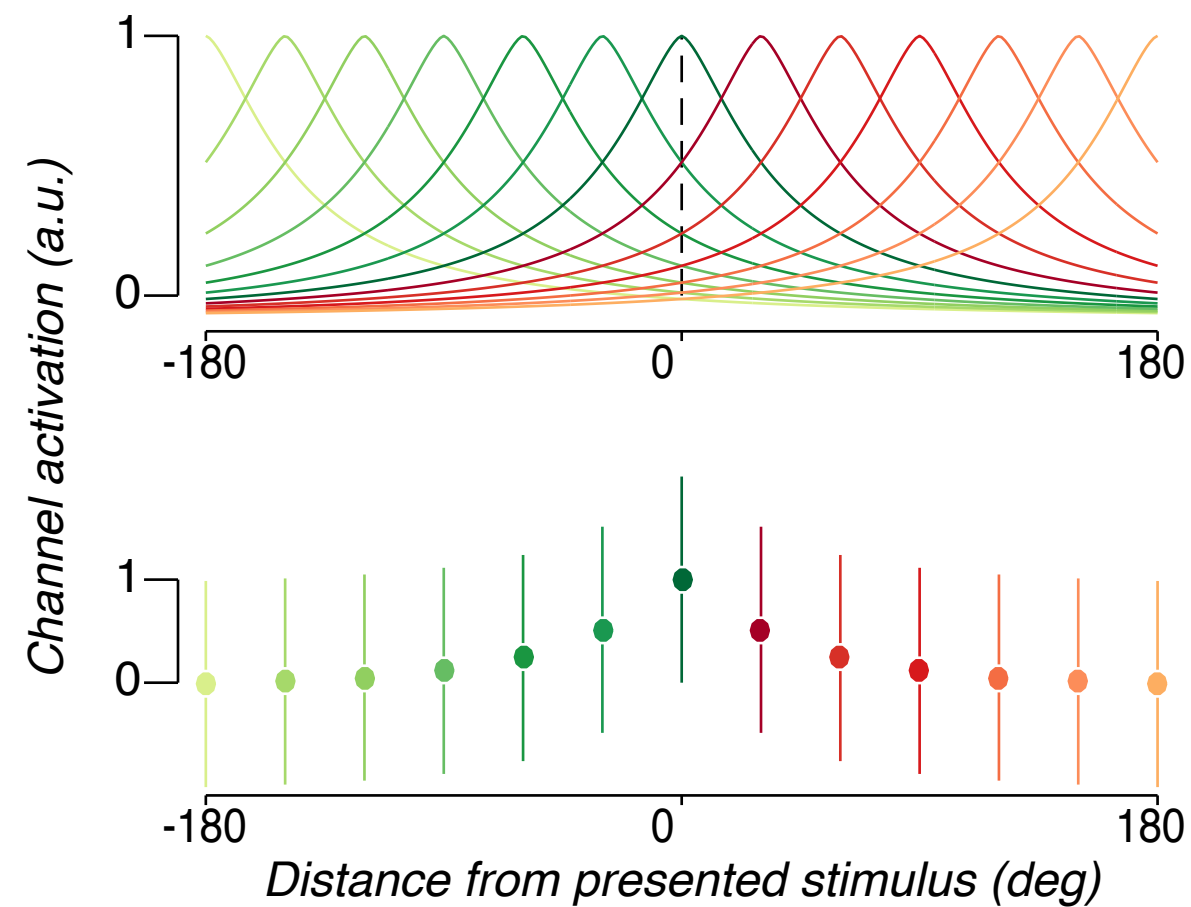 Channel activation (a.u.)
1
0
-180 0 180
1
0
-180 0 180
Distance from presented stimulus (deg)